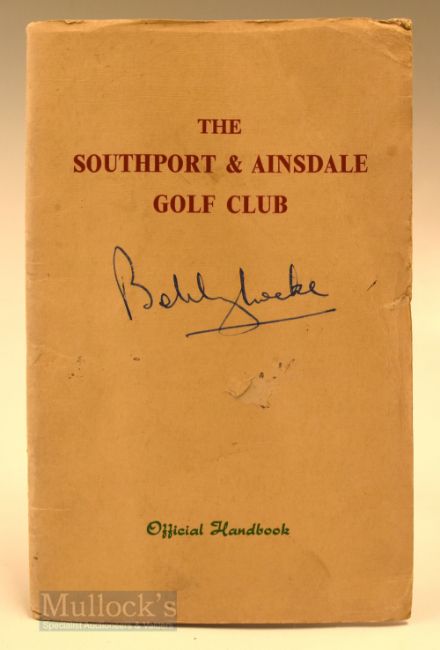 THE
SOUTHPORT & AINSDALE
GOLF CLUB
Bobby Locke
Official Handbook
Mullock's
Specialist Auctioneers & Valuers